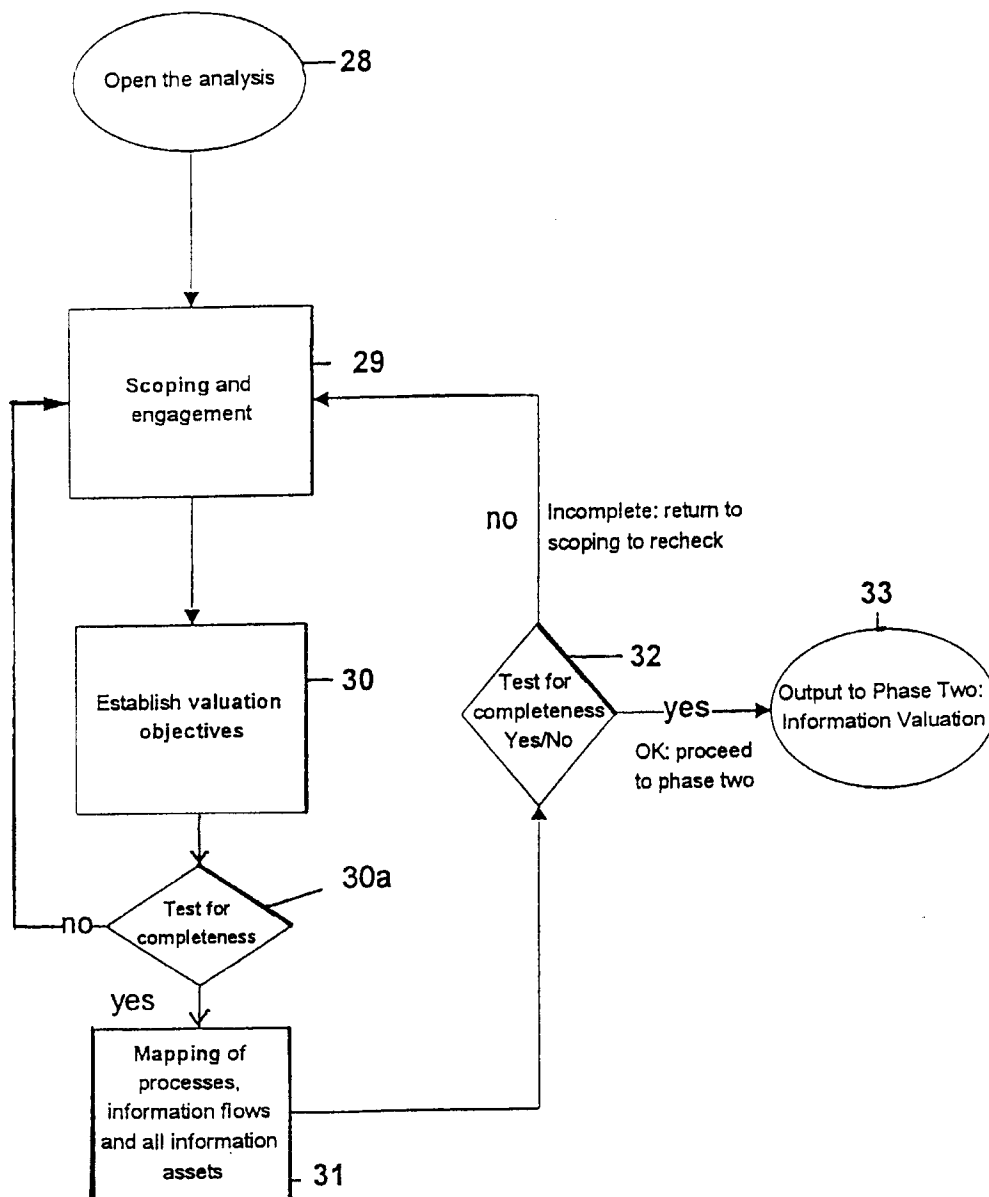 Open the analysis
28
Scoping and
engagement
29
Establish valuation
objectives
30
Test for
completeness
30a
no
yes
Mapping of
processes,
information flows
and all information
assets
31
Test for
completeness
Yes/No
32
no
Incomplete: return to
scoping to recheck
yes
OK: proceed
to phase two
33
Output to Phase Two:
Information Valuation